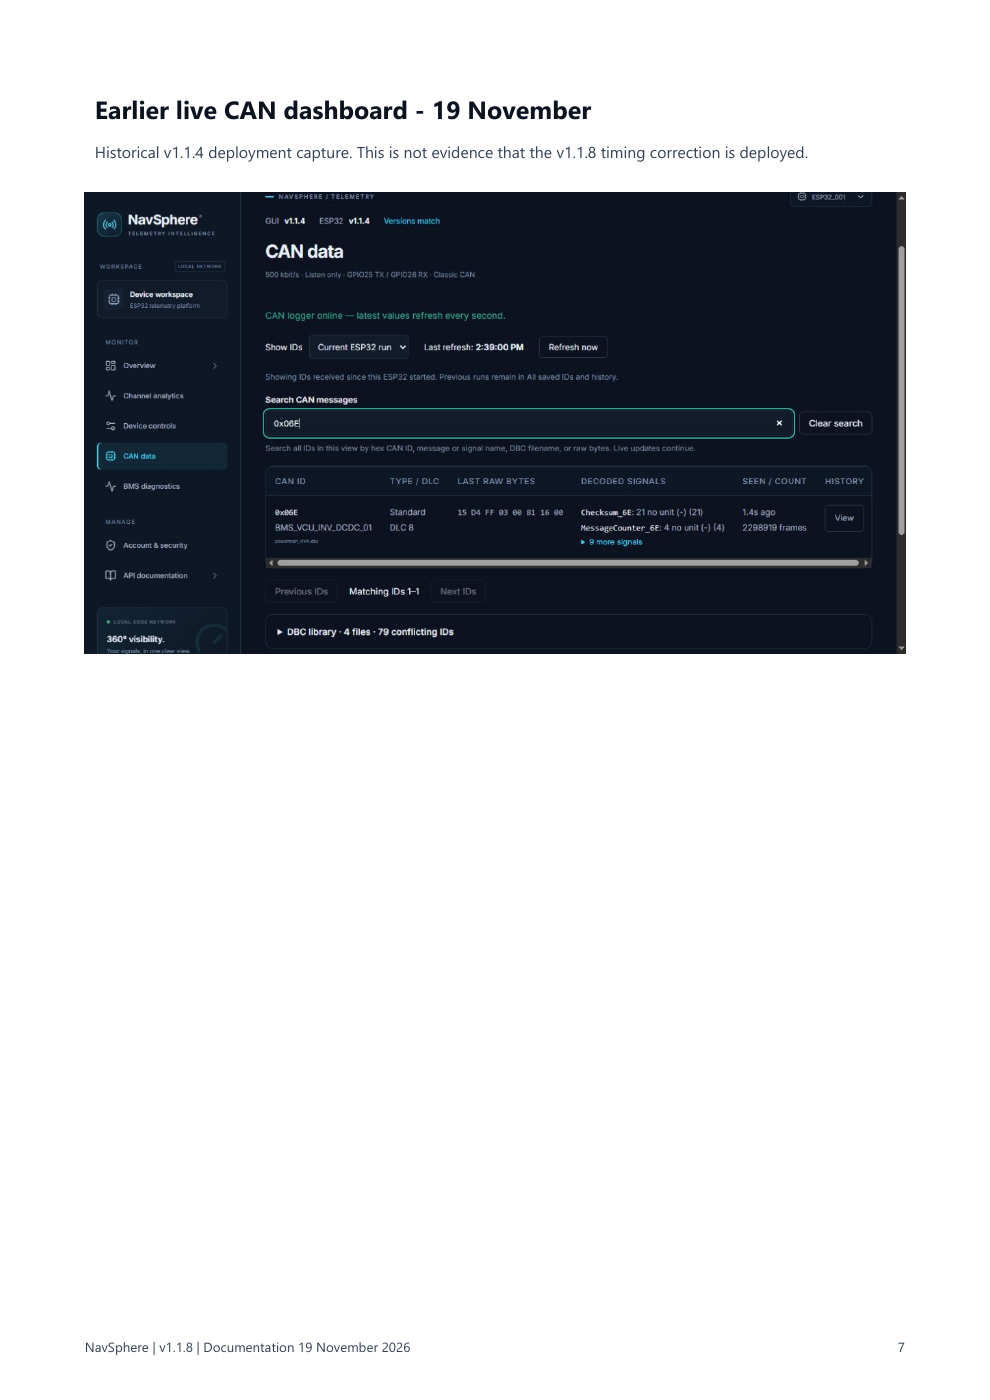 Earlier live CAN dashboard - 19 November
Historical v1.1.4 deployment capture. This is not evidence that the v1.1.8 timing correction is deployed.
NavSphere
TELEMETRY INTELLIGENCE
WORKSPACE LOCAL NETWORK
Device workspace
ESP32 telemetry platform
MONITOR
Overview
Channel analytics
Device controls
CAN data
BMS diagnostics
MANAGE
Account & security
API documentation
LOCAL EDGE NETWORK
360° visibility.
Your signals, in one clear view
NAVSPHERE / TELEMETRY
ESP32_001
GUI v1.1.4 ESP32 v1.1.4 Versions match
CAN data
500 kbit/s · Listen only · GPIO25 TX / GPIO26 RX · Classic CAN
CAN logger online — latest values refresh every second.
Show IDs Current ESP32 run Last refresh: 2:39:00 PM Refresh now
Showing IDs received since this ESP32 started. Previous runs remain in All saved IDs and history.
Search CAN messages
0x06E × Clear search
Search all IDs in this view by hex CAN ID, message or signal name, DBC filename, or raw bytes. Live updates continue.
CAN ID TYPE / DLC LAST RAW BYTES DECODED SIGNALS SEEN / COUNT HISTORY
0x06E Standard 15 D4 FF 03 00 81 16 00 Checksum_6E: 21 no unit (-) (21) 1.4s ago View
BMS_VCU_INV_DCDC_01 DLC 8 MessageCounter_6E: 4 no unit (-) (4) 2298919 frames
▸ 9 more signals
Previous IDs Matching IDs 1–1 Next IDs
▸ DBC library · 4 files · 79 conflicting IDs
NavSphere | v1.1.8 | Documentation 19 November 2026 7